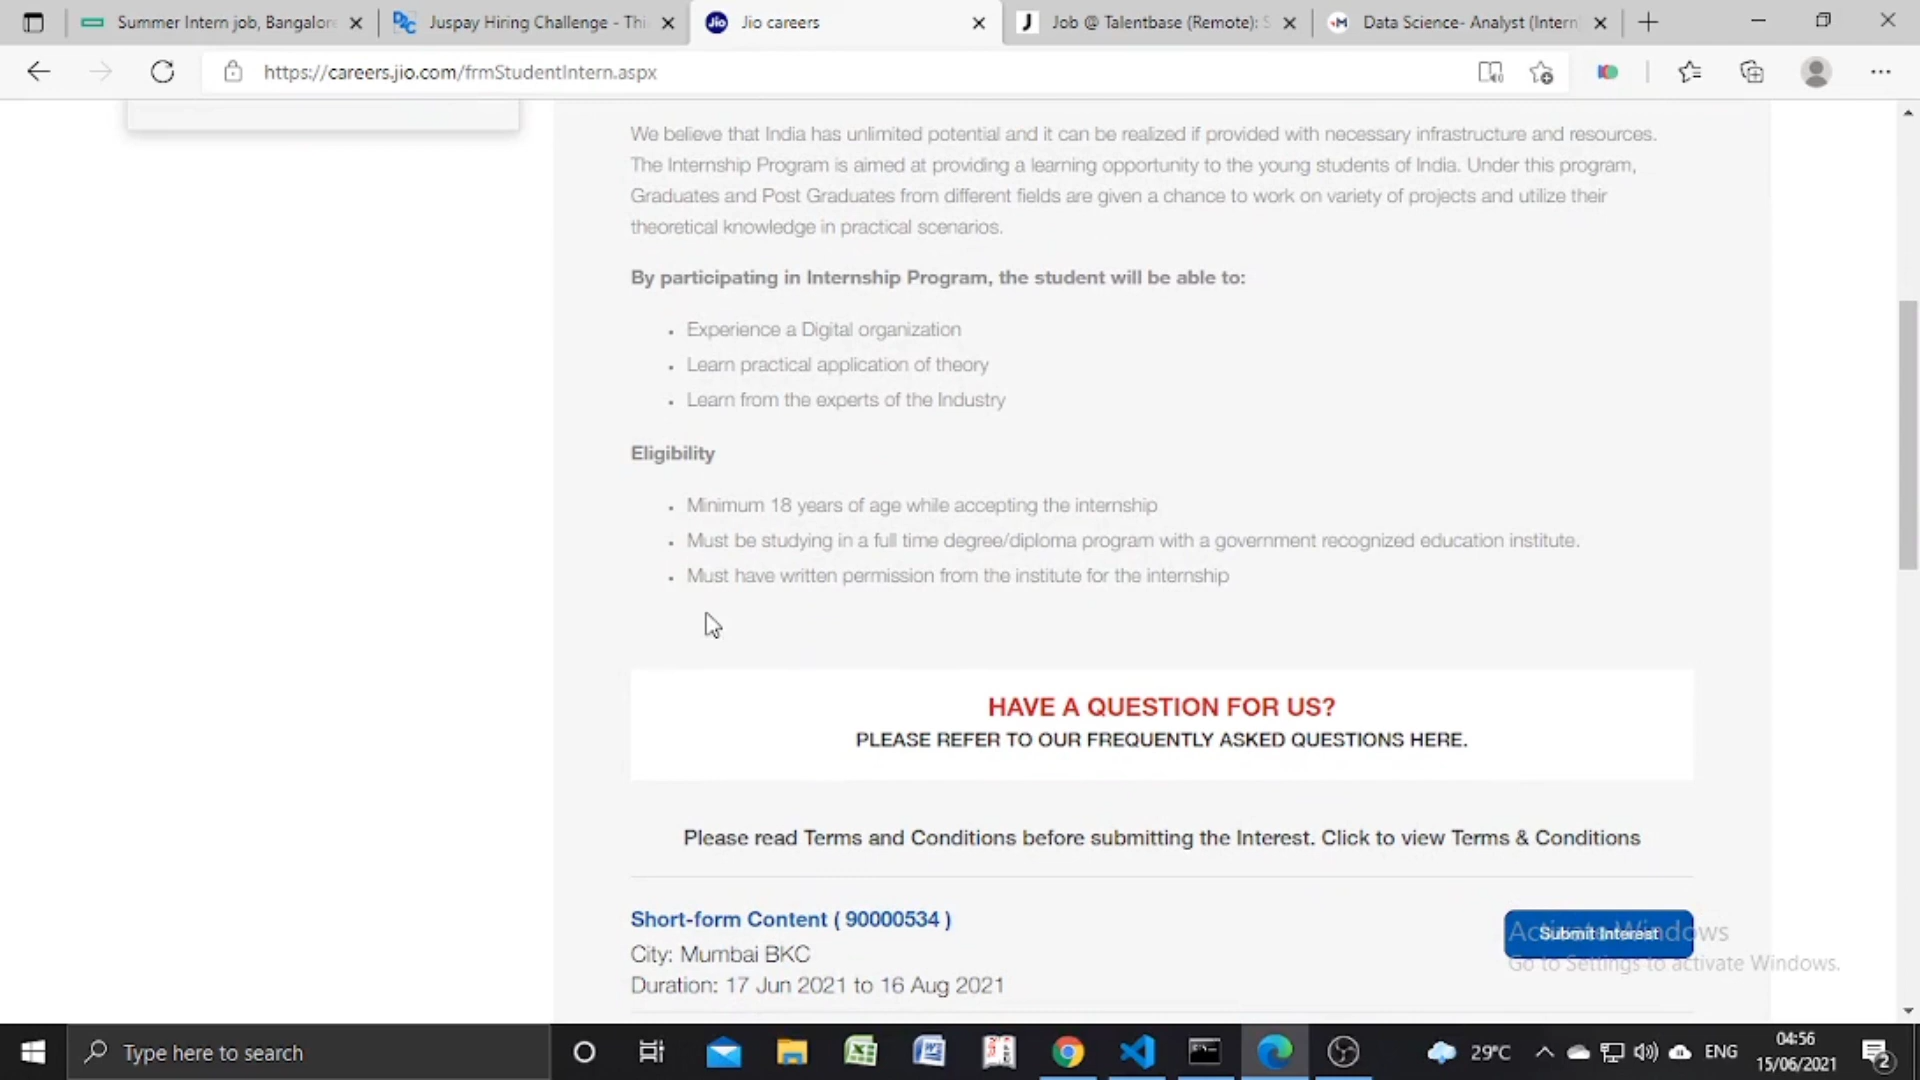 Summer Intern job, Bangalor
Juspay Hiring Challenge - Thi
Jio
Jio careers
J
Job @ Talentbase (Remote): S
M
Data Science- Analyst (Intern
https://careers.jio.com/frmStudentIntern.aspx
We believe that India has unlimited potential and it can be realized if provided with necessary infrastructure and resources.
The Internship Program is aimed at providing a learning opportunity to the young students of India. Under this program,
Graduates and Post Graduates from different fields are given a chance to work on variety of projects and utilize their
theoretical knowledge in practical scenarios.
By participating in Internship Program, the student will be able to:
• Experience a Digital organization
• Learn practical application of theory
• Learn from the experts of the Industry
Eligibility
• Minimum 18 years of age while accepting the internship
• Must be studying in a full time degree/diploma program with a government recognized education institute.
• Must have written permission from the institute for the internship
HAVE A QUESTION FOR US?
PLEASE REFER TO OUR FREQUENTLY ASKED QUESTIONS HERE.
Please read Terms and Conditions before submitting the Interest. Click to view Terms & Conditions
Short-form Content ( 90000534 )
City: Mumbai BKC
Duration: 17 Jun 2021 to 16 Aug 2021
Submit Interest
Activate Windows
Go to Settings to activate Windows.
Type here to search
29°C
ENG
04:56
15/06/2021
2